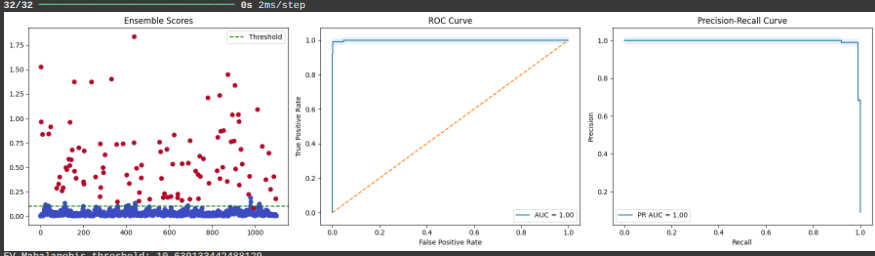 32/32 ━━━━━━━━━━━━━━━━━━━━ 0s 2ms/step
Ensemble Scores
ROC Curve
Precision-Recall Curve
Threshold
1.75
1.50
1.25
1.00
0.75
0.50
0.25
0.00
0 200 400 600 800 1000
True Positive Rate
1.0
0.8
0.6
0.4
0.2
0.0
AUC = 1.00
0.0 0.2 0.4 0.6 0.8 1.0
False Positive Rate
Precision
1.0
0.8
0.6
0.4
0.2
PR AUC = 1.00
0.0 0.2 0.4 0.6 0.8 1.0
Recall
Mahalanobis threshold: